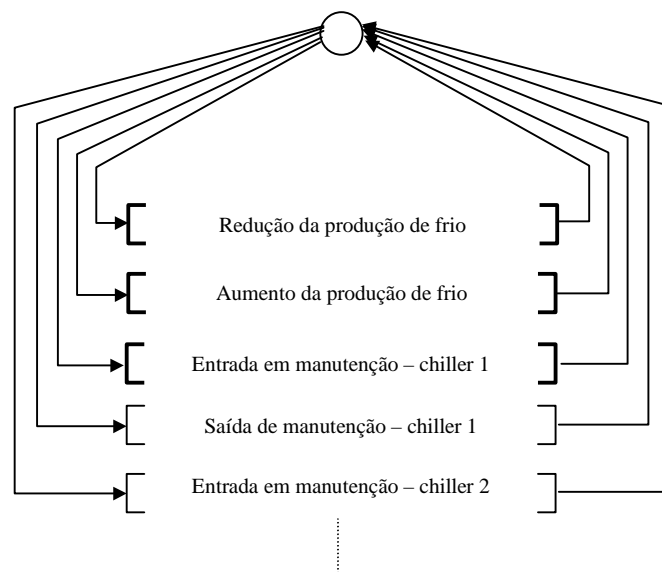 Redução da produção de frio
Aumento da produção de frio
Entrada em manutenção – chiller 1
Saída de manutenção – chiller 1
Entrada em manutenção – chiller 2